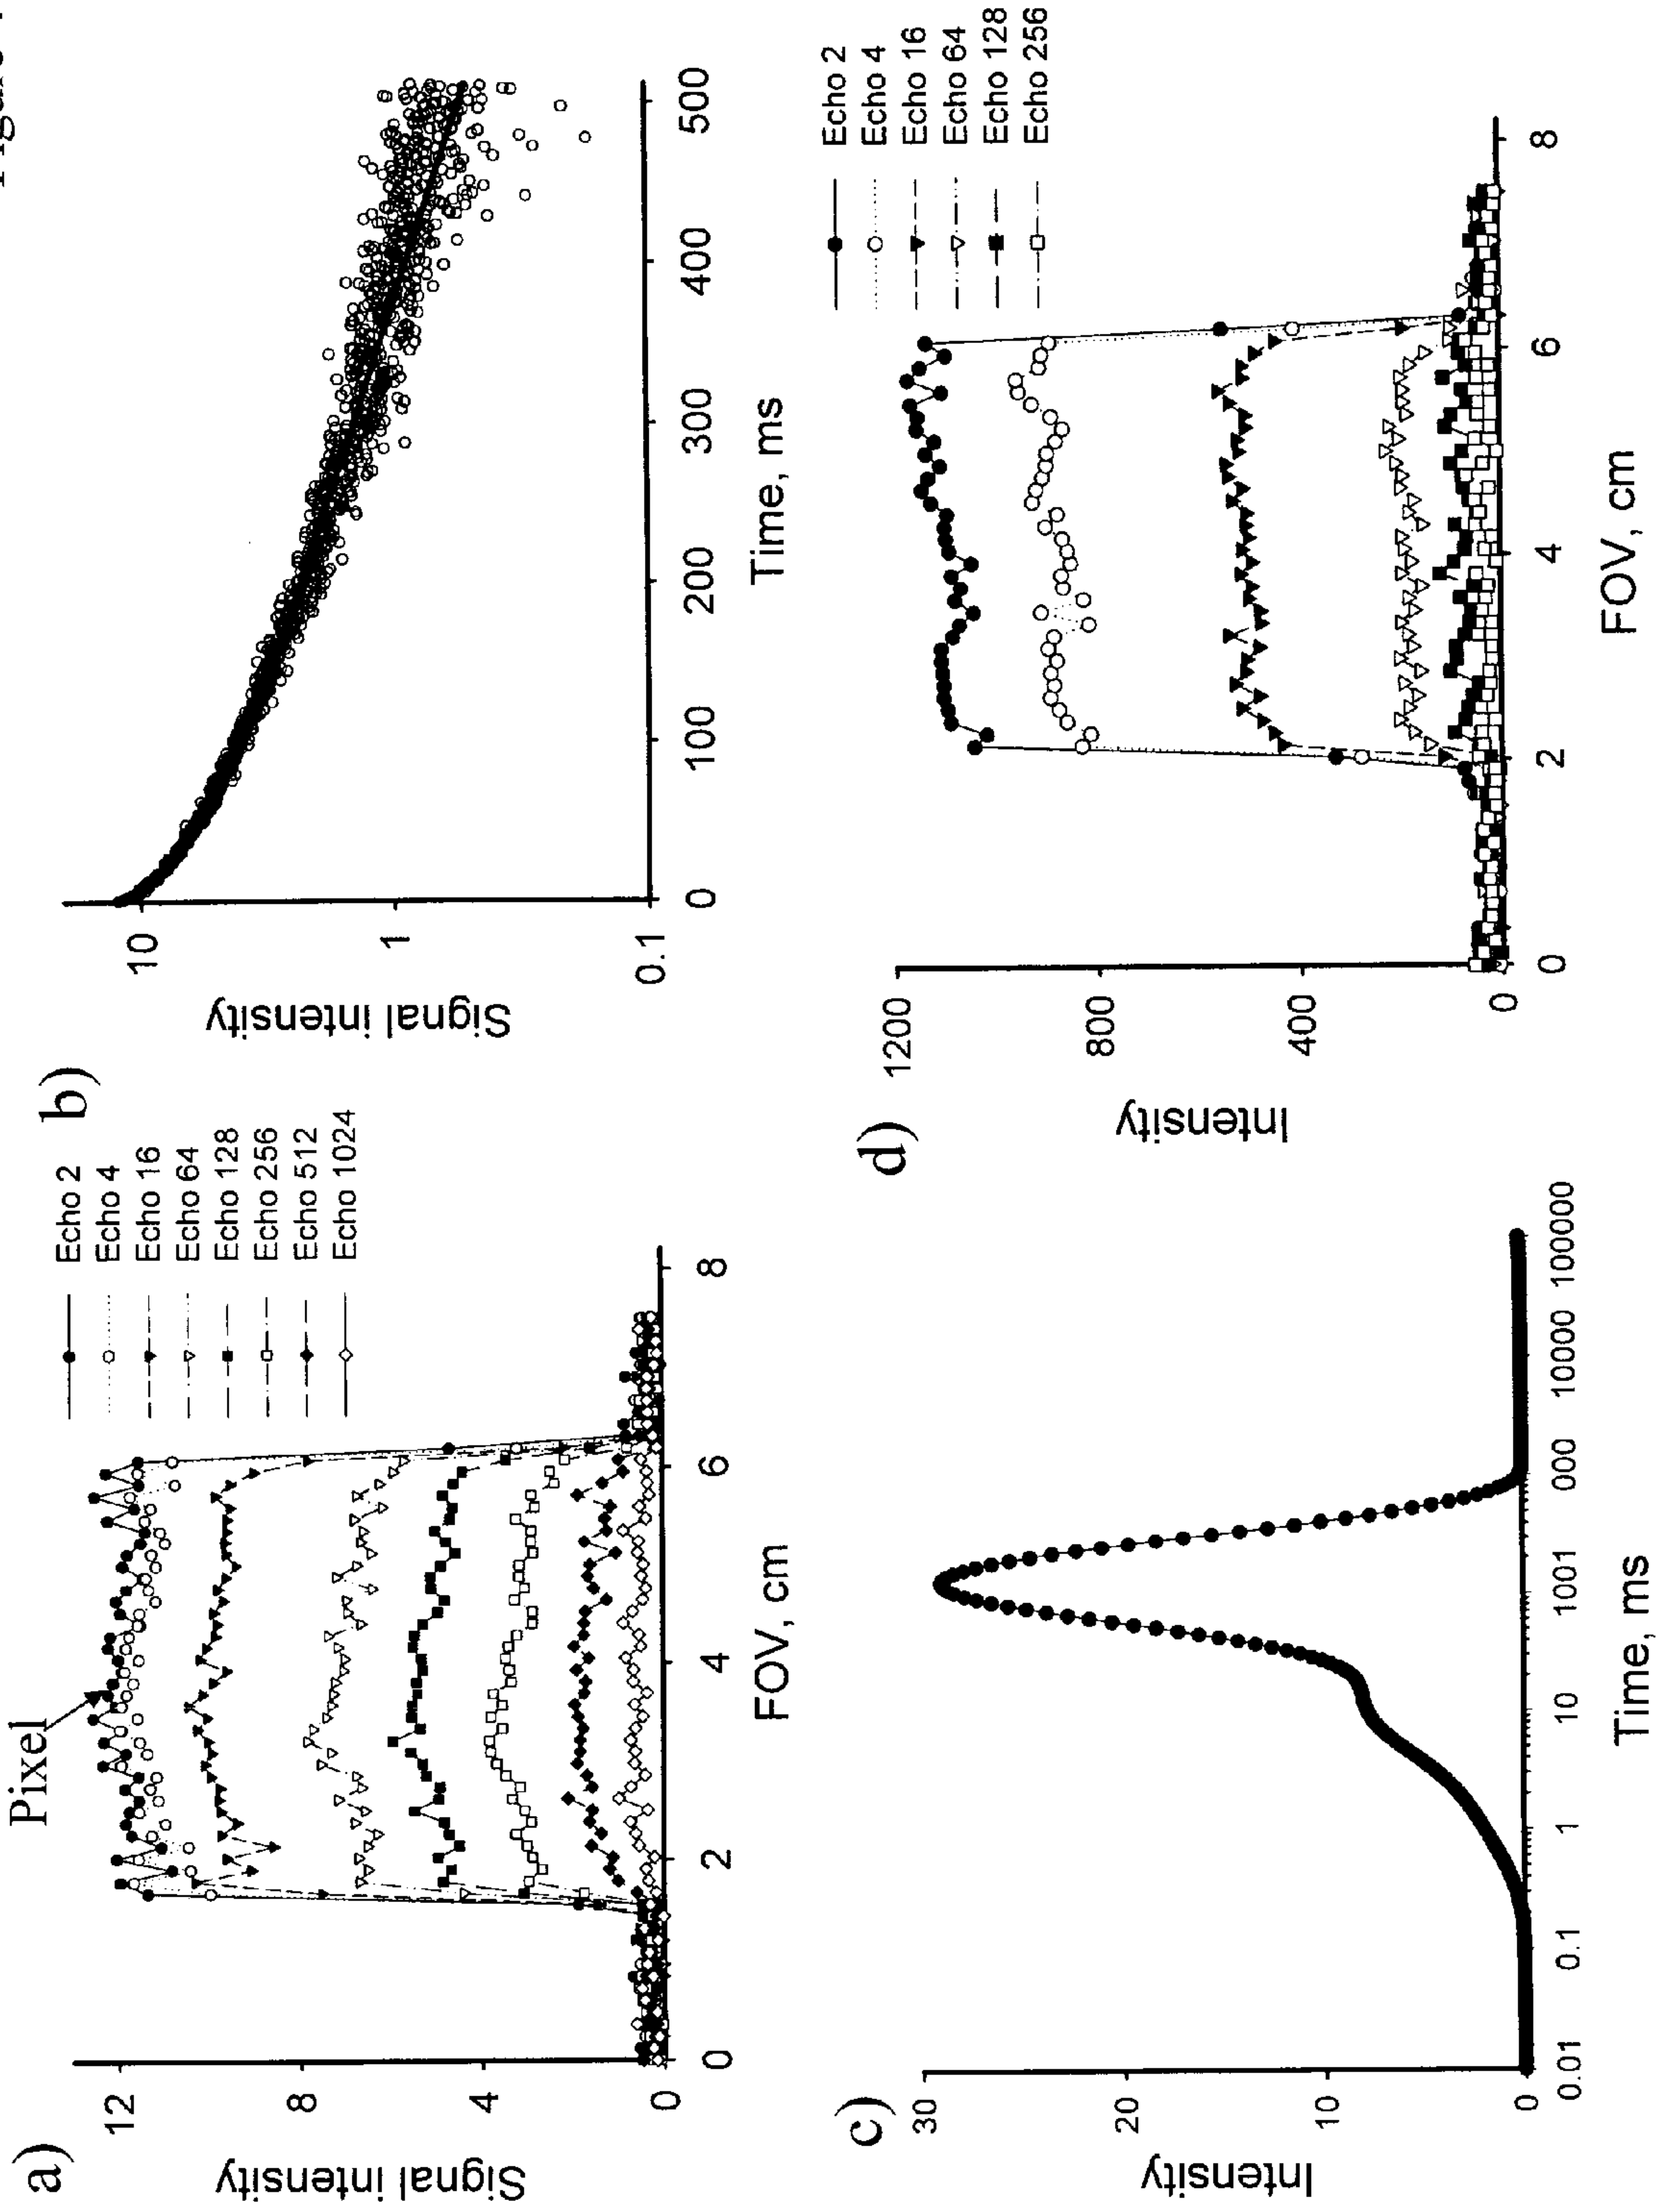 a)
Pixel
Signal intensity
12
8
4
0
0
2
4
6
8
FOV, cm
Echo 2
Echo 4
Echo 16
Echo 64
Echo 128
Echo 256
Echo 512
Echo 1024
b)
Signal intensity
10
1
0.1
0
100
200
300
400
500
Time, ms
c)
Intensity
30
20
10
0
0.01
0.1
1
10
1001
000
10000
100000
Time, ms
d)
Intensity
1200
800
400
0
0
2
4
6
8
FOV, cm
Echo 2
Echo 4
Echo 16
Echo 64
Echo 128
Echo 256